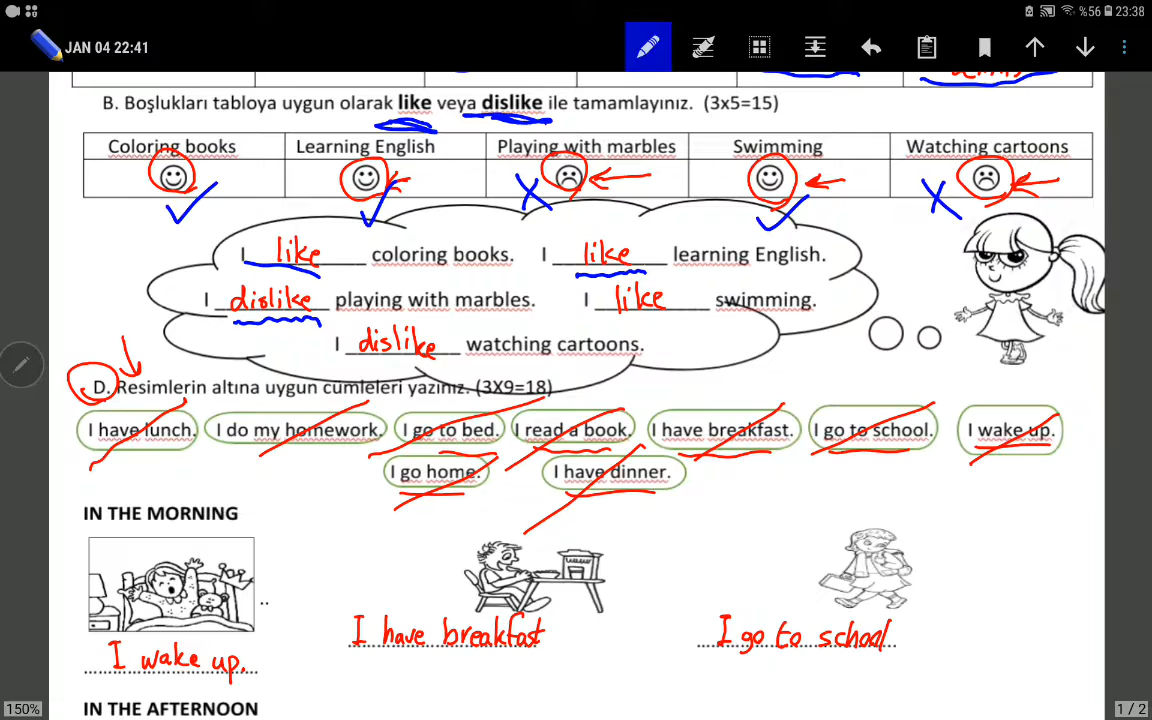 %56 23:38
JAN 04 22:41
B. Boşlukları tabloya uygun olarak like veya dislike ile tamamlayınız. (3x5=15)
Coloring books Learning English Playing with marbles Swimming Watching cartoons
I like coloring books. I like learning English.
I dislike playing with marbles. I like swimming.
I dislike watching cartoons.
D. Resimlerin altına uygun cümleleri yazınız. (3X9=18)
I have lunch. I do my homework. I go to bed. I read a book. I have breakfast. I go to school. I wake up.
I go home. I have dinner.
IN THE MORNING
I wake up. I have breakfast I go to school
IN THE AFTERNOON
150% 1 / 2